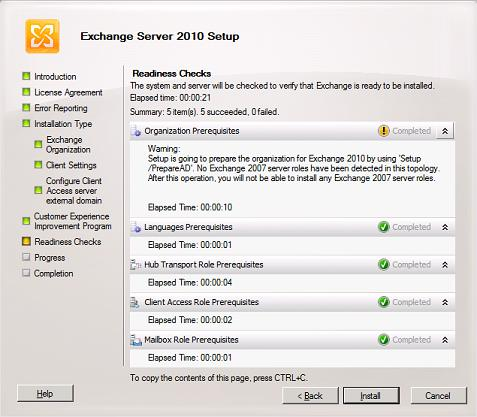 Exchange Server 2010 Setup
Introduction
License Agreement
Error Reporting
Installation Type
Exchange
Organization
Client Settings
Configure Client
Access server
external domain
Customer Experience
Improvement Program
Readiness Checks
Progress
Completion
Readiness Checks
The system and server will be checked to verify that Exchange is ready to be installed.
Elapsed time: 00:00:21
Summary: 5 item(s). 5 succeeded, 0 failed.
Organization Prerequisites Completed
Warning:
Setup is going to prepare the organization for Exchange 2010 by using 'Setup
/PrepareAD'. No Exchange 2007 server roles have been detected in this topology.
After this operation, you will not be able to install any Exchange 2007 server roles.
Elapsed Time: 00:00:10
Languages Prerequisites Completed
Elapsed Time: 00:00:01
Hub Transport Role Prerequisites Completed
Elapsed Time: 00:00:04
Client Access Role Prerequisites Completed
Elapsed Time: 00:00:02
Mailbox Role Prerequisites Completed
Elapsed Time: 00:00:01
To copy the contents of this page, press CTRL+C.
Help < Back Install Cancel